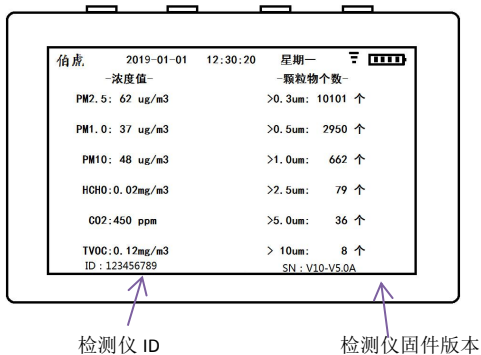 伯虎 2019-01-01 12:30:20 星期一
-浓度值- -颗粒物个数-
PM2.5: 62 ug/m3 >0.3um: 10101 个
PM1.0: 37 ug/m3 >0.5um: 2950 个
PM10: 48 ug/m3 >1.0um: 662 个
HCHO:0.02mg/m3 >2.5um: 79 个
CO2:450 ppm >5.0um: 36 个
TVOC:0.12mg/m3 > 10um: 8 个
ID：123456789 SN：V10-V5.0A
检测仪 ID 检测仪固件版本